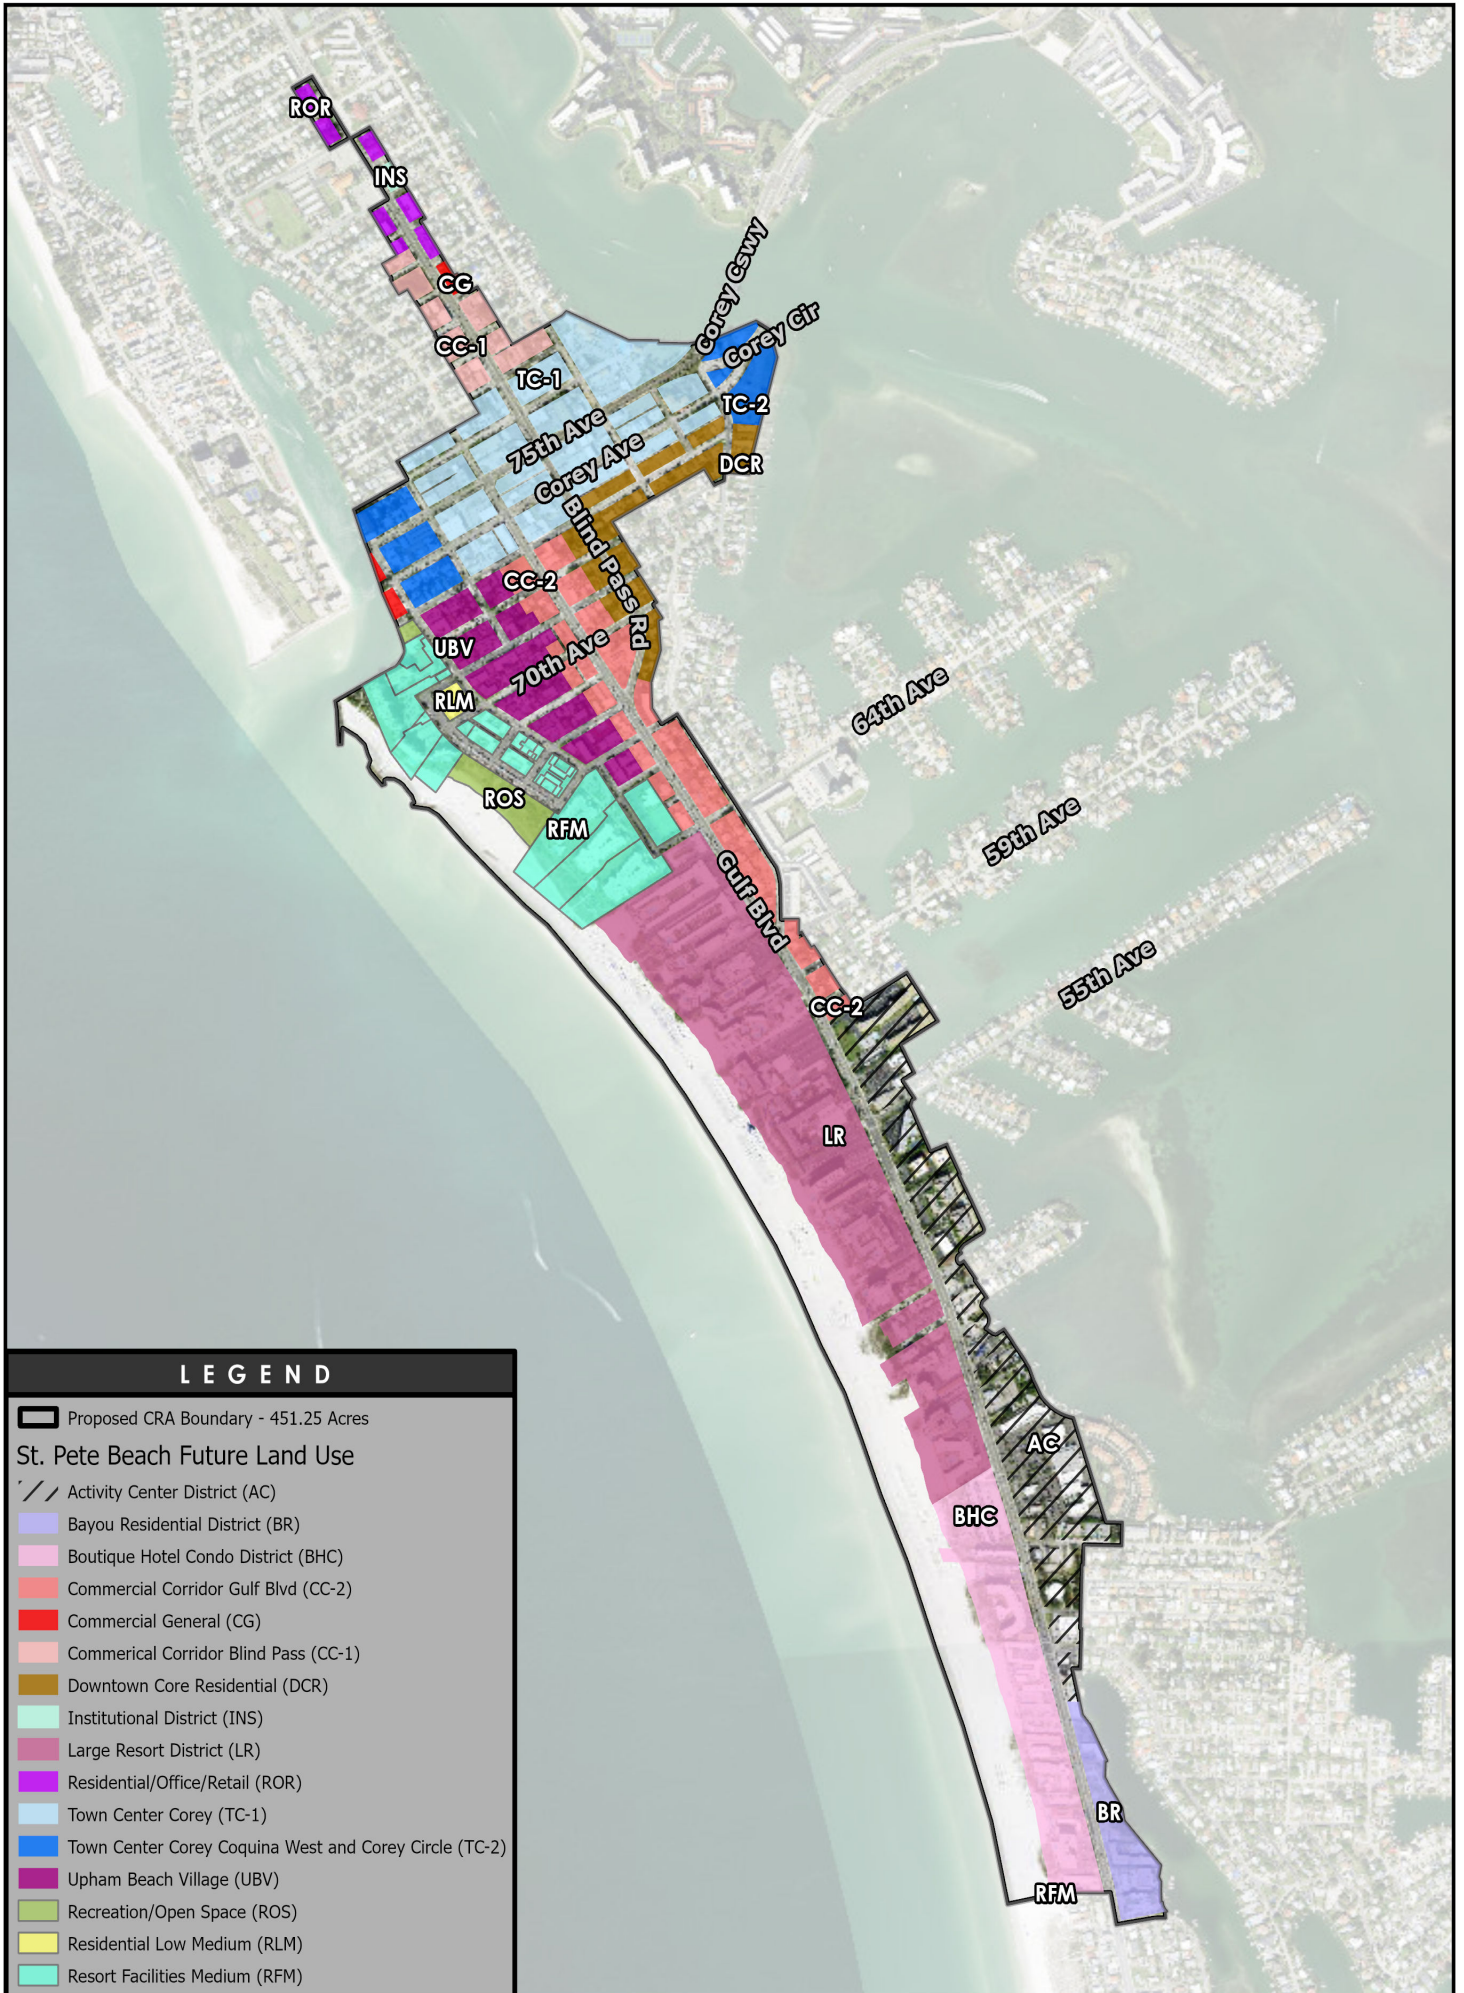 ROR
INS
CG
CC-1
TC-1
Corey Cswy
Corey Cir
TC-2
75th Ave
Corey Ave
DCR
Blind Pass Rd
CC-2
UBV
70th Ave
RLM
64th Ave
ROS
RFM
59th Ave
Gulf Blvd
55th Ave
CC-2
LR
AC
BHC
BR
RFM
LEGEND
Proposed CRA Boundary - 451.25 Acres
St. Pete Beach Future Land Use
Activity Center District (AC)
Bayou Residential District (BR)
Boutique Hotel Condo District (BHC)
Commercial Corridor Gulf Blvd (CC-2)
Commercial General (CG)
Commerical Corridor Blind Pass (CC-1)
Downtown Core Residential (DCR)
Institutional District (INS)
Large Resort District (LR)
Residential/Office/Retail (ROR)
Town Center Corey (TC-1)
Town Center Corey Coquina West and Corey Circle (TC-2)
Upham Beach Village (UBV)
Recreation/Open Space (ROS)
Residential Low Medium (RLM)
Resort Facilities Medium (RFM)